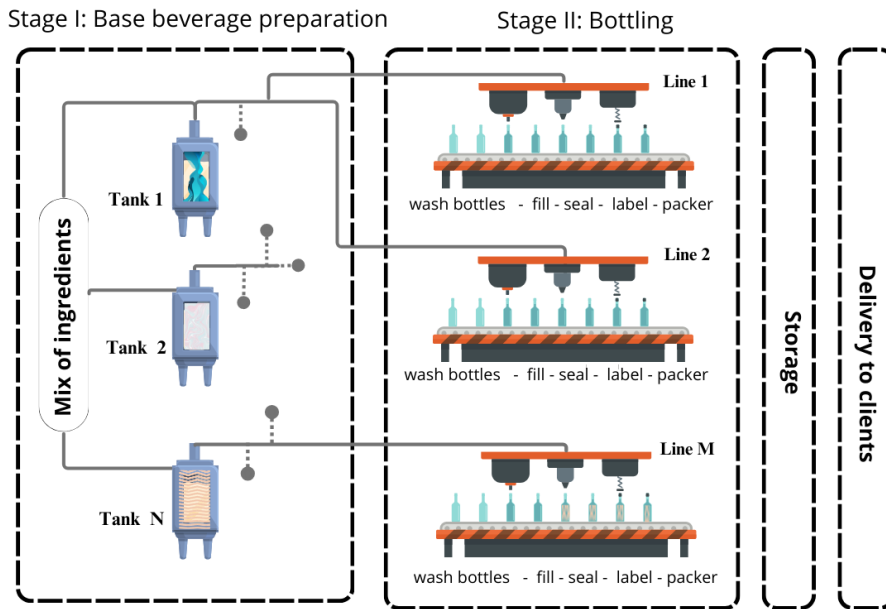 Stage I: Base beverage preparation
Stage II: Bottling
Mix of ingredients
Tank 1
Tank 2
Tank N
Line 1
wash bottles - fill - seal - label - packer
Line 2
wash bottles - fill - seal - label - packer
Line M
wash bottles - fill - seal - label - packer
Storage
Delivery to clients